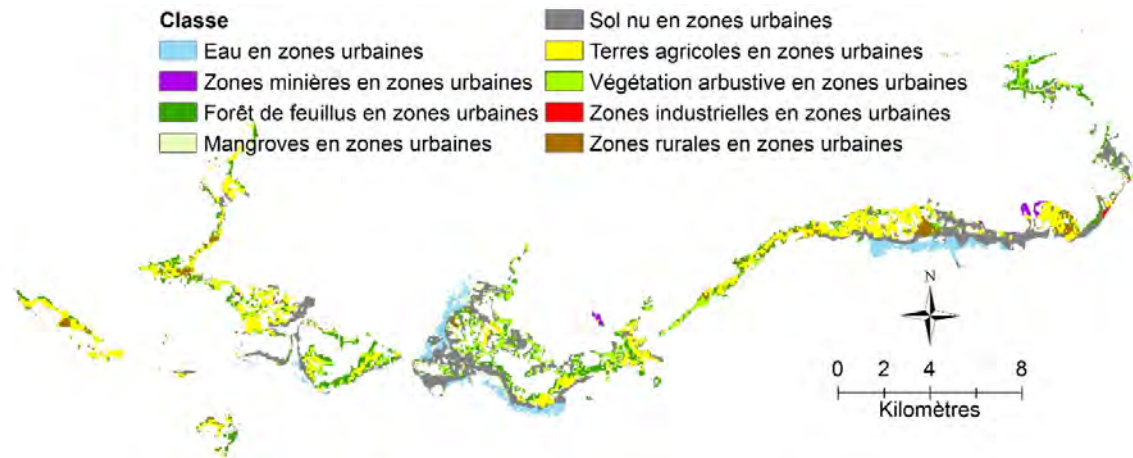 Classe
Eau en zones urbaines
Zones minières en zones urbaines
Forêt de feuillus en zones urbaines
Mangroves en zones urbaines
Sol nu en zones urbaines
Terres agricoles en zones urbaines
Végétation arbustive en zones urbaines
Zones industrielles en zones urbaines
Zones rurales en zones urbaines
N
0 2 4 6 8
Kilomètres